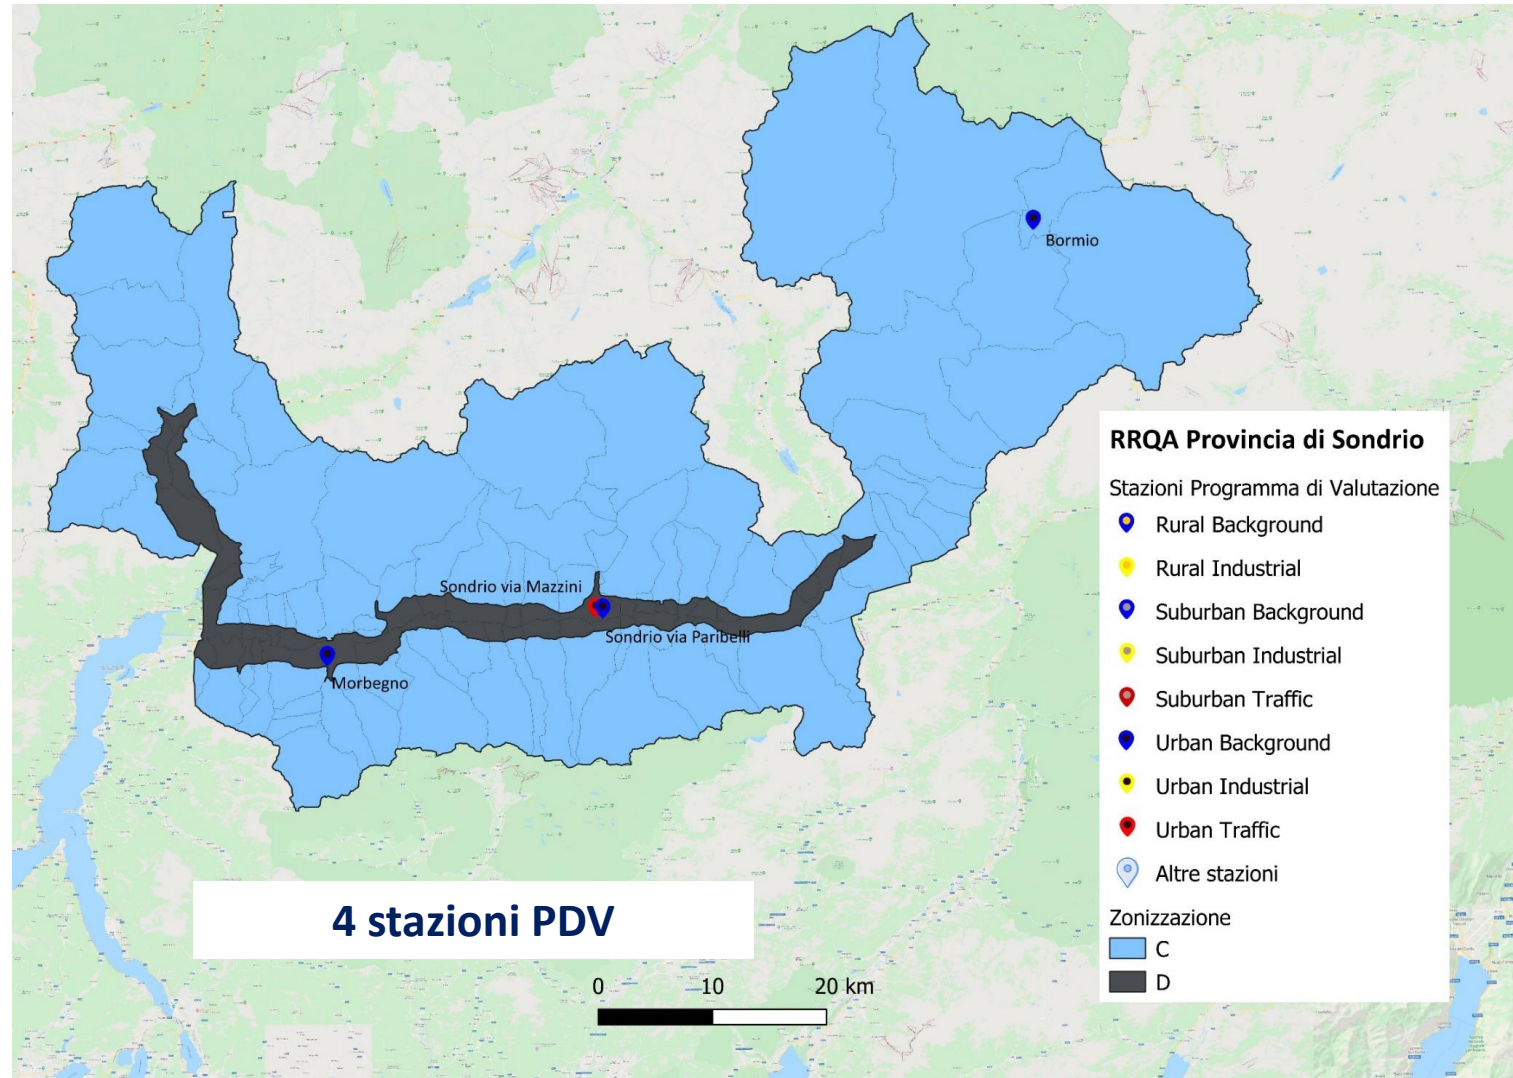 Bormio
Sondrio via Mazzini
Sondrio via Paribelli
Morbegno
RRQA Provincia di Sondrio
Stazioni Programma di Valutazione
Rural Background
Rural Industrial
Suburban Background
Suburban Industrial
Suburban Traffic
Urban Background
Urban Industrial
Urban Traffic
Altre stazioni
Zonizzazione
C
D
4 stazioni PDV
0 10 20 km